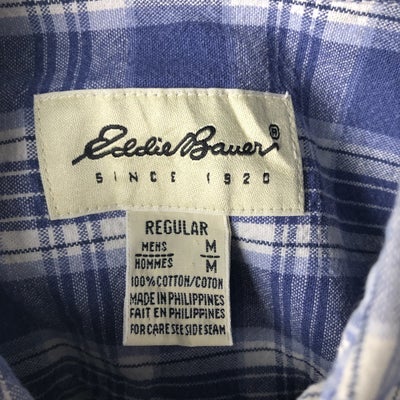 Eddie Bauer®
SINCE 1920
REGULAR
MENS M
HOMMES M
100% COTTON/COTON
MADE IN PHILIPPINES
FAIT EN PHILIPPINES
FOR CARE SEE SIDE SEAM